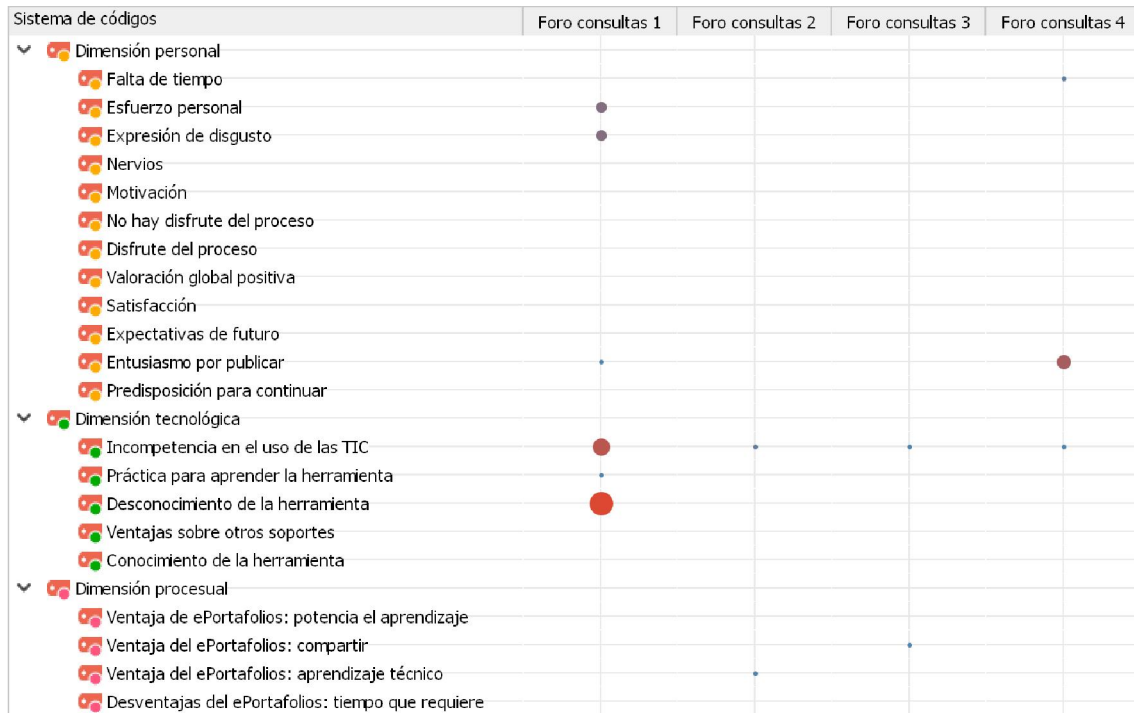 Sistema de códigos Foro consultas 1 Foro consultas 2 Foro consultas 3 Foro consultas 4
Dimensión personal
Falta de tiempo
Esfuerzo personal
Expresión de disgusto
Nervios
Motivación
No hay disfrute del proceso
Disfrute del proceso
Valoración global positiva
Satisfacción
Expectativas de futuro
Entusiasmo por publicar
Predisposición para continuar
Dimensión tecnológica
Incompetencia en el uso de las TIC
Práctica para aprender la herramienta
Desconocimiento de la herramienta
Ventajas sobre otros soportes
Conocimiento de la herramienta
Dimensión procesual
Ventaja de ePortafolios: potencia el aprendizaje
Ventaja del ePortafolios: compartir
Ventaja del ePortafolios: aprendizaje técnico
Desventajas del ePortafolios: tiempo que requiere